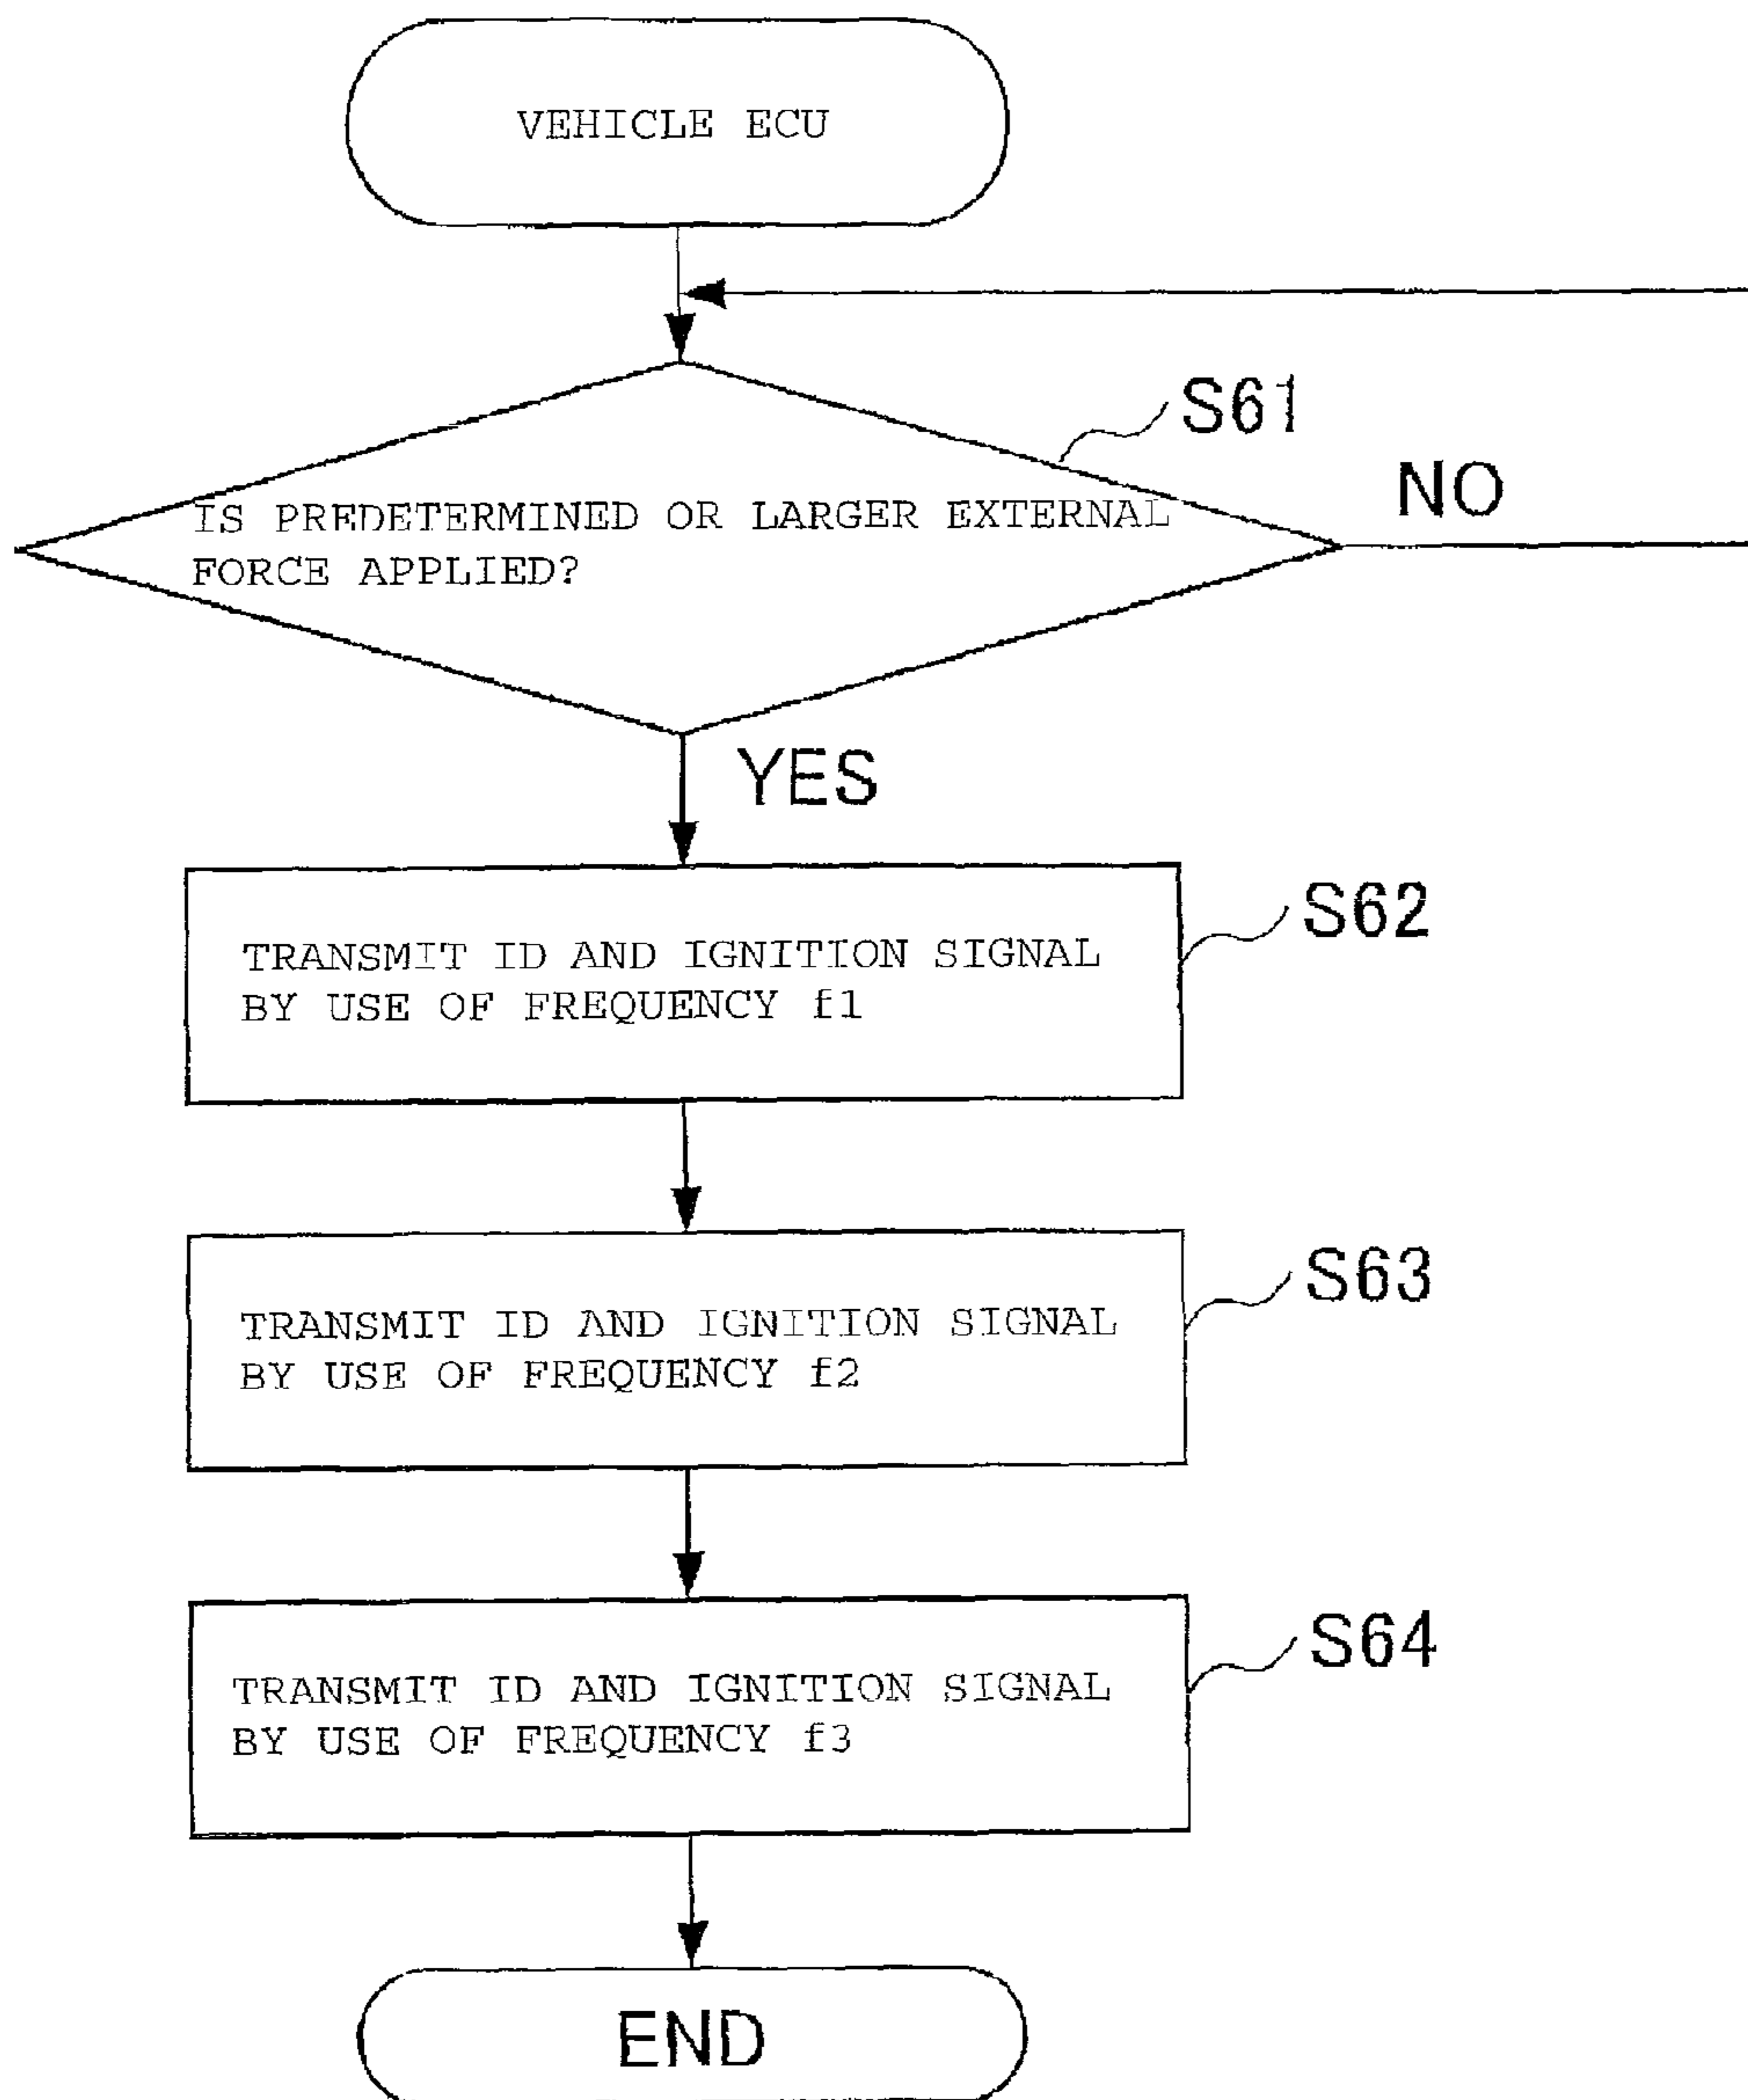 VEHICLE ECU
S61
NO
IS PREDETERMINED OR LARGER EXTERNAL
FORCE APPLIED?
YES
S62
TRANSMIT ID AND IGNITION SIGNAL
BY USE OF FREQUENCY f1
S63
TRANSMIT ID AND IGNITION SIGNAL
BY USE OF FREQUENCY f2
S64
TRANSMIT ID AND IGNITION SIGNAL
BY USE OF FREQUENCY f3
END